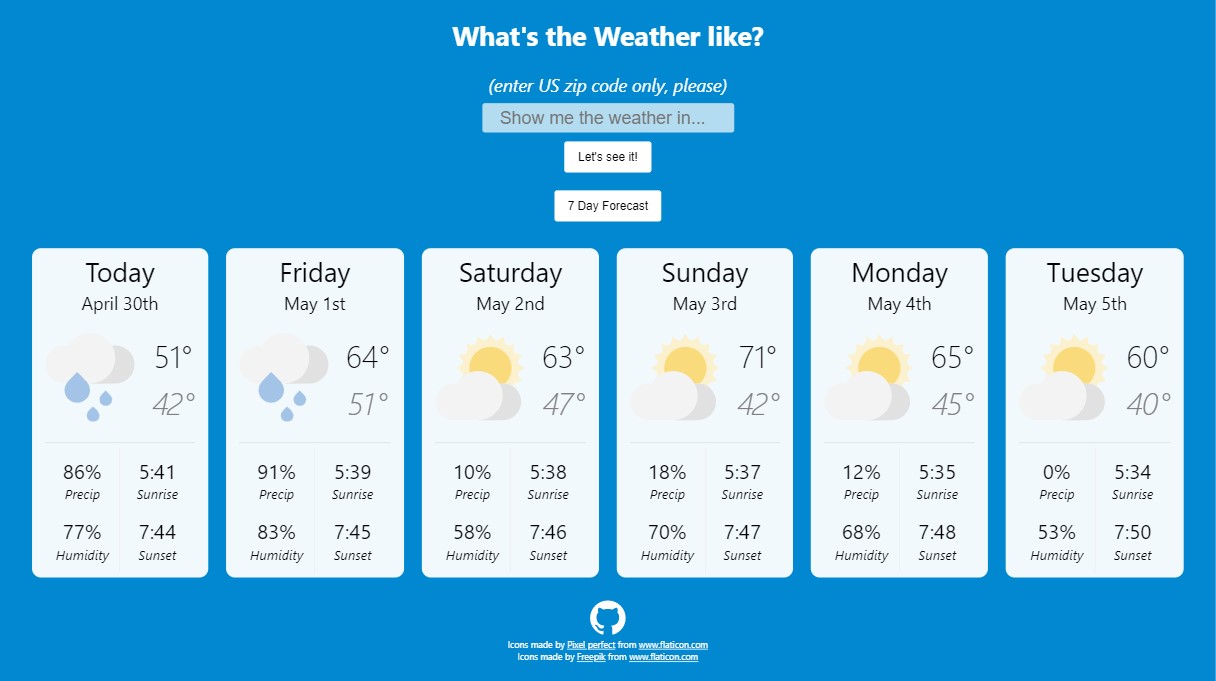 What's the Weather like?
(enter US zip code only, please)
Show me the weather in...
Let's see it!
7 Day Forecast
Today
April 30th
51°
42°
86%
Precip
5:41
Sunrise
77%
Humidity
7:44
Sunset
Friday
May 1st
64°
51°
91%
Precip
5:39
Sunrise
83%
Humidity
7:45
Sunset
Saturday
May 2nd
63°
47°
10%
Precip
5:38
Sunrise
58%
Humidity
7:46
Sunset
Sunday
May 3rd
71°
42°
18%
Precip
5:37
Sunrise
70%
Humidity
7:47
Sunset
Monday
May 4th
65°
45°
12%
Precip
5:35
Sunrise
68%
Humidity
7:48
Sunset
Tuesday
May 5th
60°
40°
0%
Precip
5:34
Sunrise
53%
Humidity
7:50
Sunset
Icons made by Pixel perfect from www.flaticon.com
Icons made by Freepik from www.flaticon.com